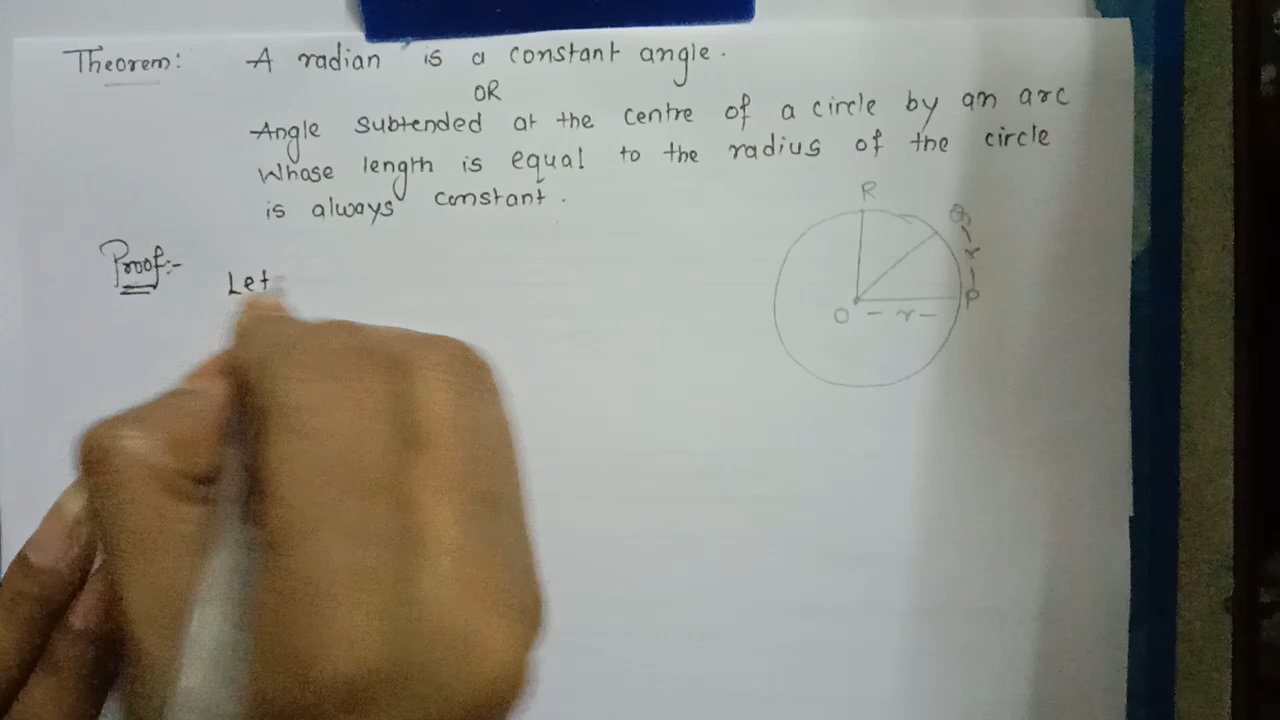 Theorem: A radian is a constant angle.
OR
Angle subtended at the centre of a circle by an arc
Whose length is equal to the radius of the circle
is always constant.
Proof:-
Let
R
Q
- r -
P
O
- r -